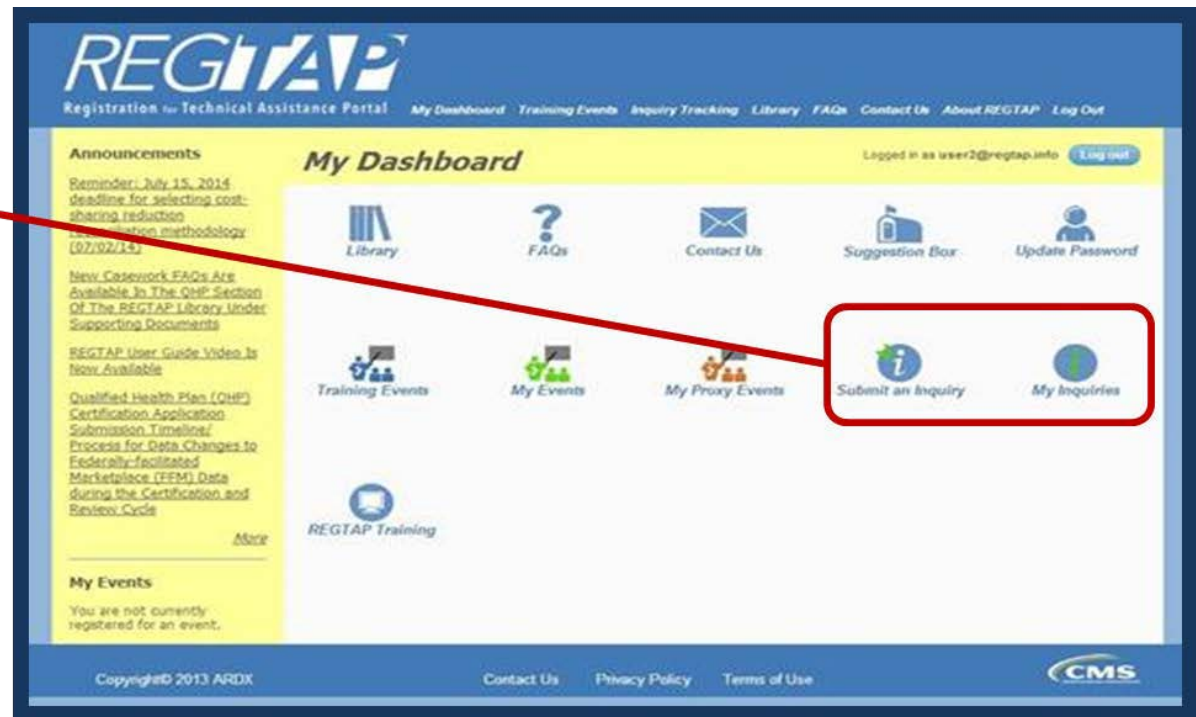 REGTAP
Registration for Technical Assistance Portal
My Dashboard Training Events Inquiry Tracking Library FAQs Contact Us About REGTAP Log Out
Announcements
Reminder: July 15, 2014
deadline for selecting cost-
sharing reduction
reconciliation methodology
(07/02/14)
New Casework FAQs Are
Available In The QHP Section
Of The REGTAP Library Under
Supporting Documents
REGTAP User Guide Video Is
Now Available
Qualified Health Plan (QHP)
Certification Application
Submission Timeline/
Process for Data Changes to
Federally-facilitated
Marketplace (FFM) Data
during the Certification and
Review Cycle
More
My Events
You are not currently
registered for an event.
My Dashboard
Logged in as user2@regtap.info Log out
Library FAQs Contact Us Suggestion Box Update Password
Training Events My Events My Proxy Events Submit an Inquiry My Inquiries
REGTAP Training
Copyright© 2013 ARDX Contact Us Privacy Policy Terms of Use CMS